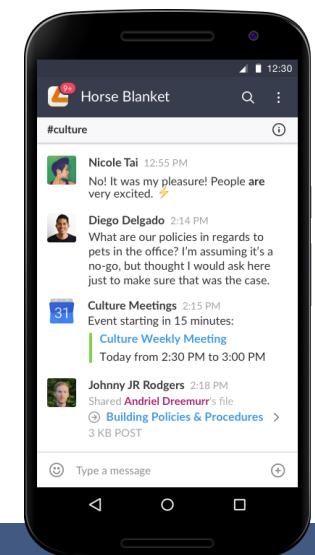 12:30
9+
Horse Blanket
#culture
Nicole Tai 12:55 PM
No! It was my pleasure! People are
very excited. ⚡
Diego Delgado 2:14 PM
What are our policies in regards to
pets in the office? I'm assuming it's a
no-go, but thought I would ask here
just to make sure that was the case.
31
Culture Meetings 2:15 PM
Event starting in 15 minutes:
Culture Weekly Meeting
Today from 2:30 PM to 3:00 PM
Johnny JR Rodgers 2:18 PM
Shared Andriel Dreemurr's file
Building Policies & Procedures
3 KB POST
Type a message